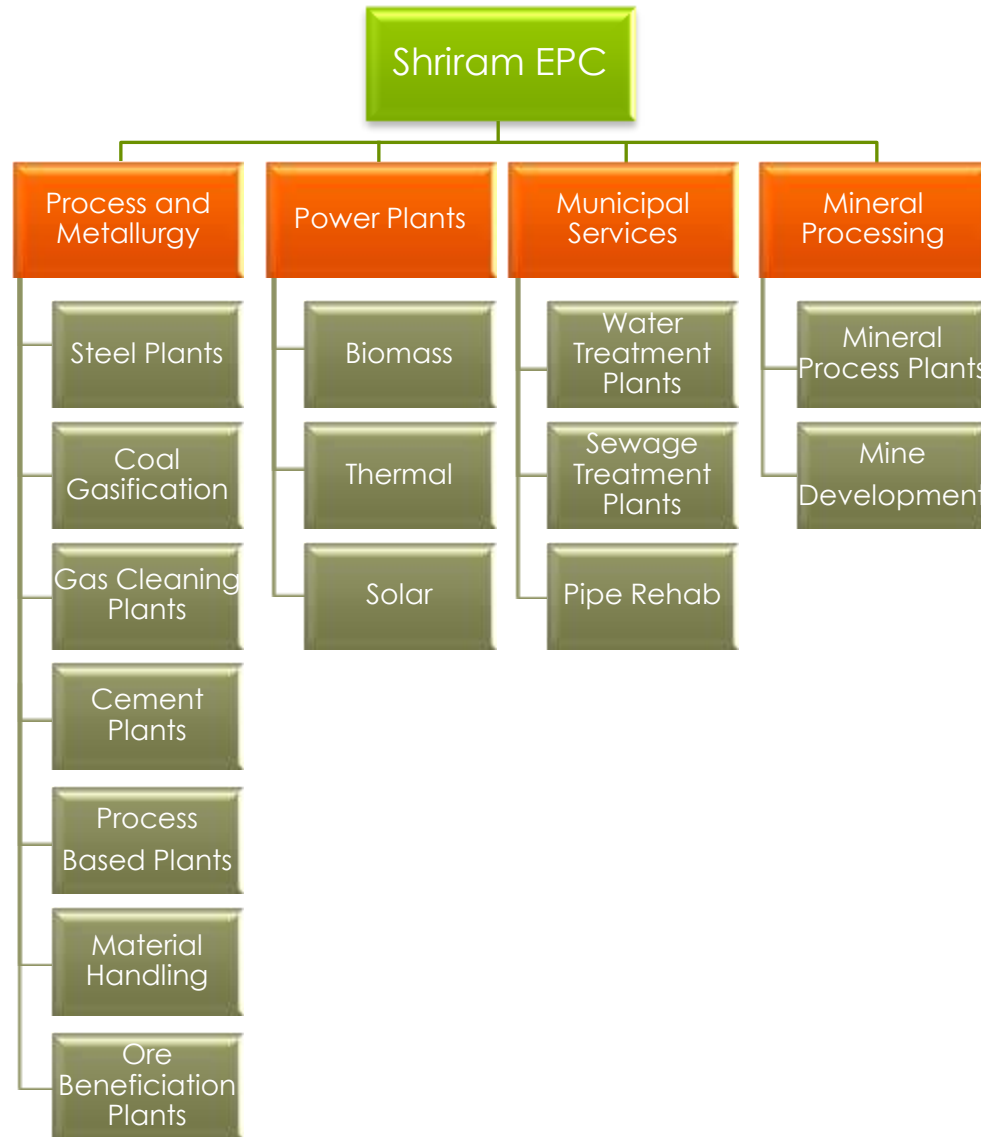 Shriram EPC
Process and
Metallurgy
Steel Plants
Coal
Gasification
Gas Cleaning
Plants
Cement
Plants
Process
Based Plants
Material
Handling
Ore
Beneficiation
Plants
Power Plants
Biomass
Thermal
Solar
Municipal
Services
Water
Treatment
Plants
Sewage
Treatment
Plants
Pipe Rehab
Mineral
Processing
Mineral
Process Plants
Mine
Development